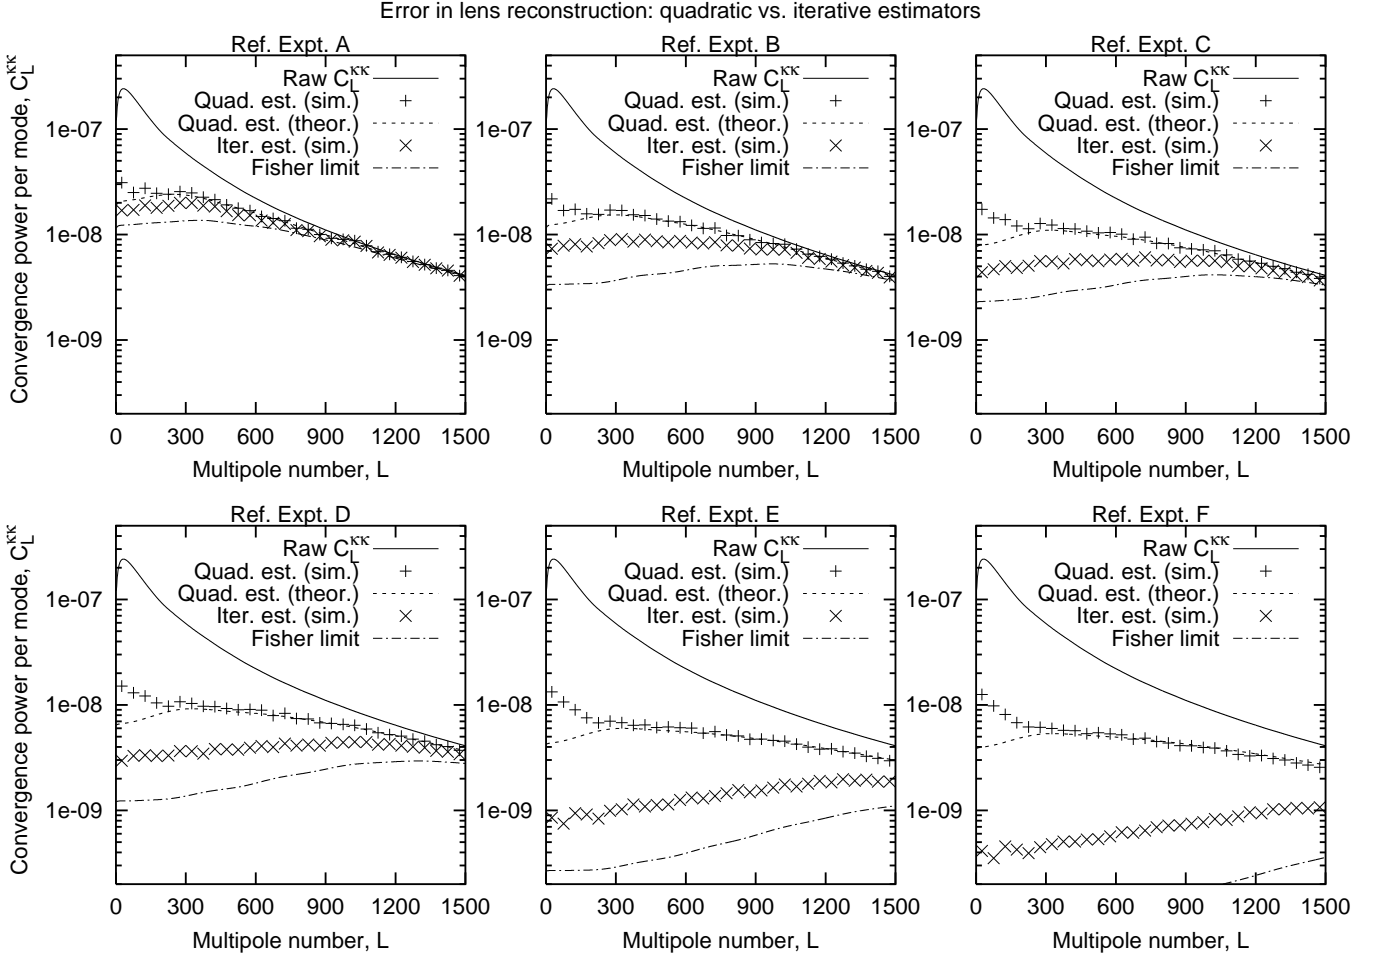 Error in lens reconstruction: quadratic vs. iterative estimators
Ref. Expt. A
Convergence power per mode, C_L^κκ
Raw C_L^κκ
Quad. est. (sim.)
Quad. est. (theor.)
Iter. est. (sim.)
Fisher limit
1e-07
1e-08
1e-09
0 300 600 900 1200 1500
Multipole number, L
Ref. Expt. B
Raw C_L^κκ
Quad. est. (sim.)
Quad. est. (theor.)
Iter. est. (sim.)
Fisher limit
1e-07
1e-08
1e-09
0 300 600 900 1200 1500
Multipole number, L
Ref. Expt. C
Raw C_L^κκ
Quad. est. (sim.)
Quad. est. (theor.)
Iter. est. (sim.)
Fisher limit
1e-07
1e-08
1e-09
0 300 600 900 1200 1500
Multipole number, L
Ref. Expt. D
Convergence power per mode, C_L^κκ
Raw C_L^κκ
Quad. est. (sim.)
Quad. est. (theor.)
Iter. est. (sim.)
Fisher limit
1e-07
1e-08
1e-09
0 300 600 900 1200 1500
Multipole number, L
Ref. Expt. E
Raw C_L^κκ
Quad. est. (sim.)
Quad. est. (theor.)
Iter. est. (sim.)
Fisher limit
1e-07
1e-08
1e-09
0 300 600 900 1200 1500
Multipole number, L
Ref. Expt. F
Raw C_L^κκ
Quad. est. (sim.)
Quad. est. (theor.)
Iter. est. (sim.)
Fisher limit
1e-07
1e-08
1e-09
0 300 600 900 1200 1500
Multipole number, L